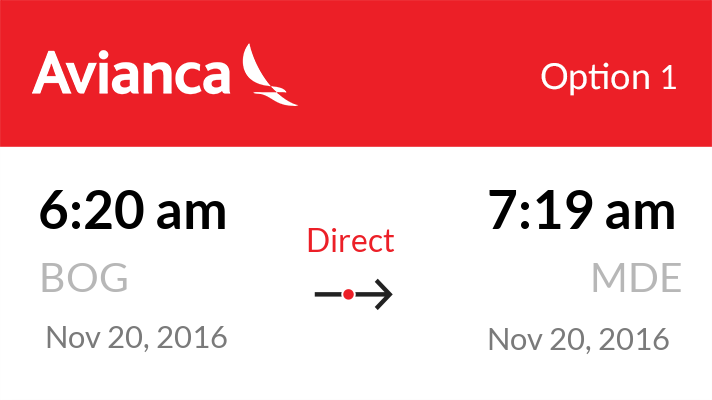 Avianca
Option 1
6:20 am
7:19 am
Direct
BOG
MDE
Nov 20, 2016
Nov 20, 2016